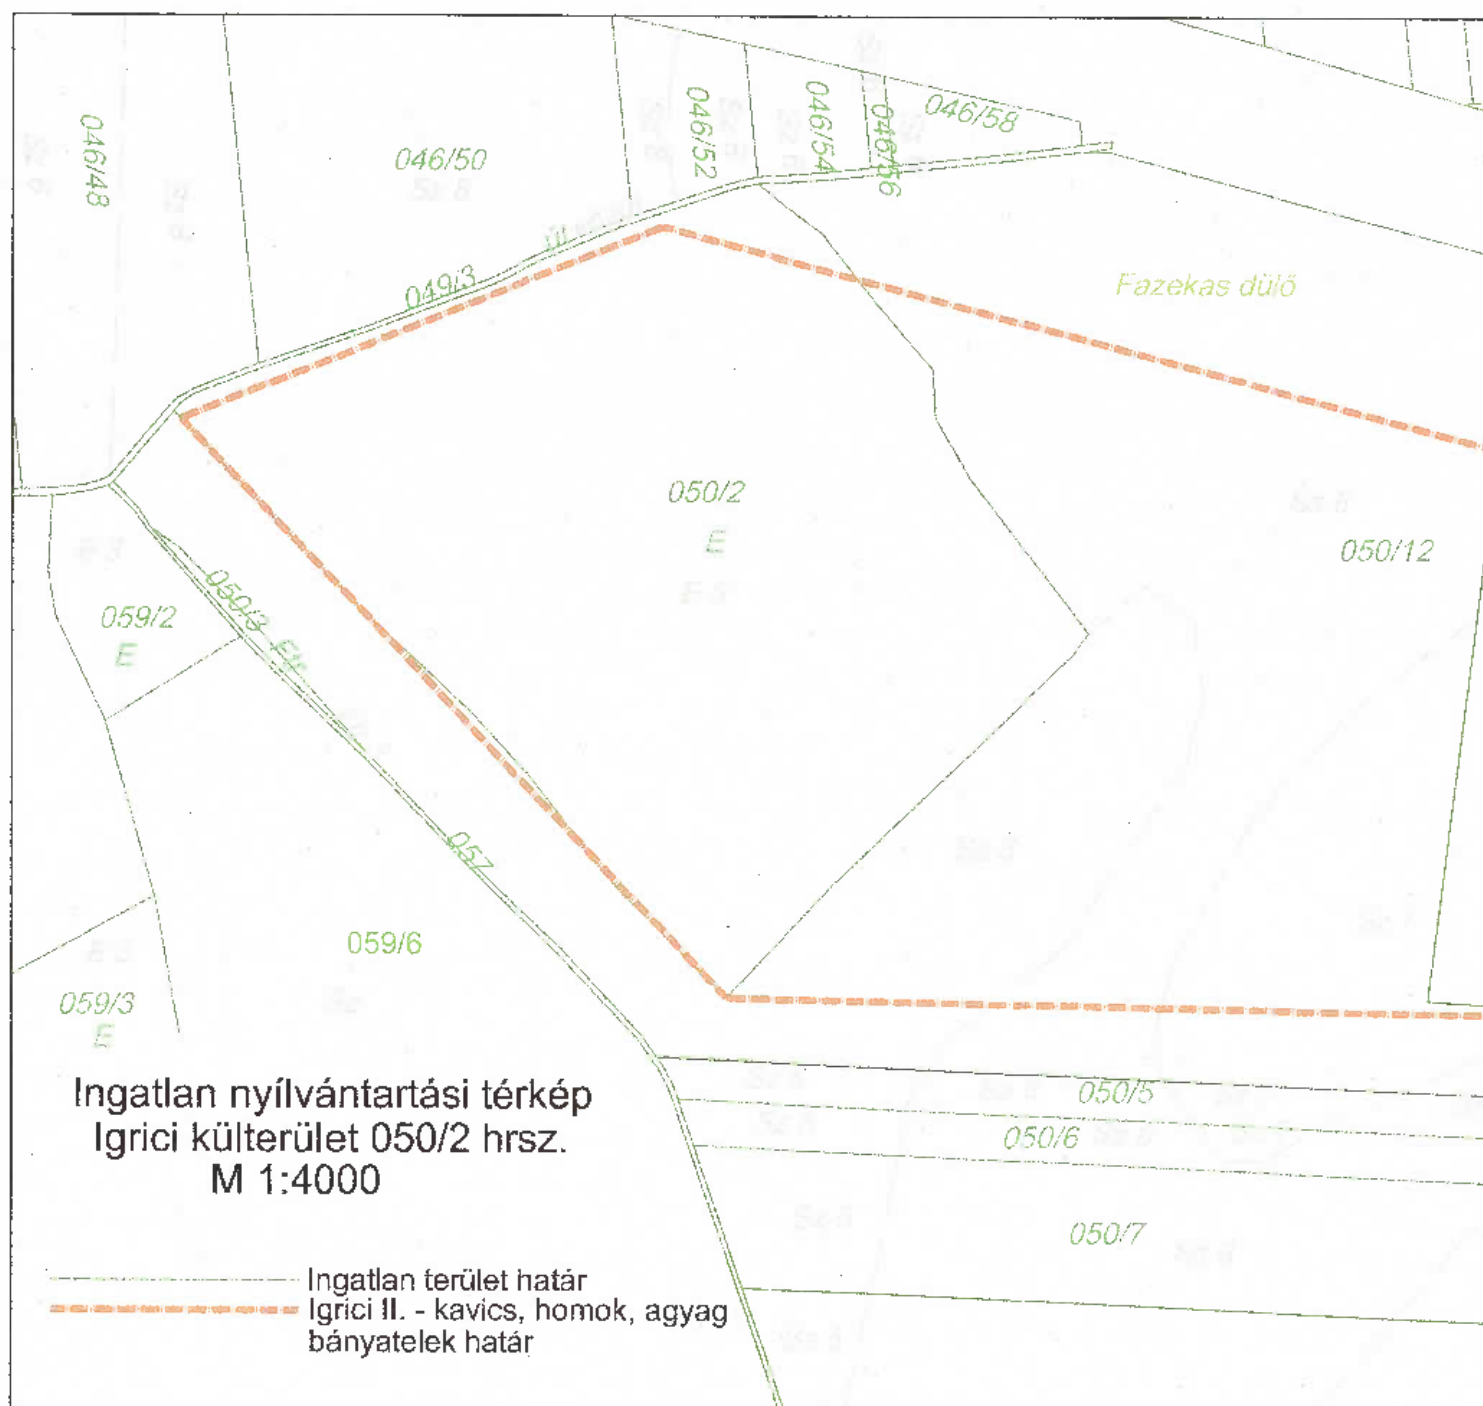 046/48
046/50
046/52
046/54
046/56
046/58
049/3
Fazekas dülő
050/2
E
050/12
050/3
059/2
E
057
059/6
059/3
E
Ingatlan nyílvántartási térkép
Igrici külterület 050/2 hrsz.
M 1:4000
050/5
050/6
050/7
Ingatlan terület határ
Igrici II. - kavics, homok, agyag
bányatelek határ